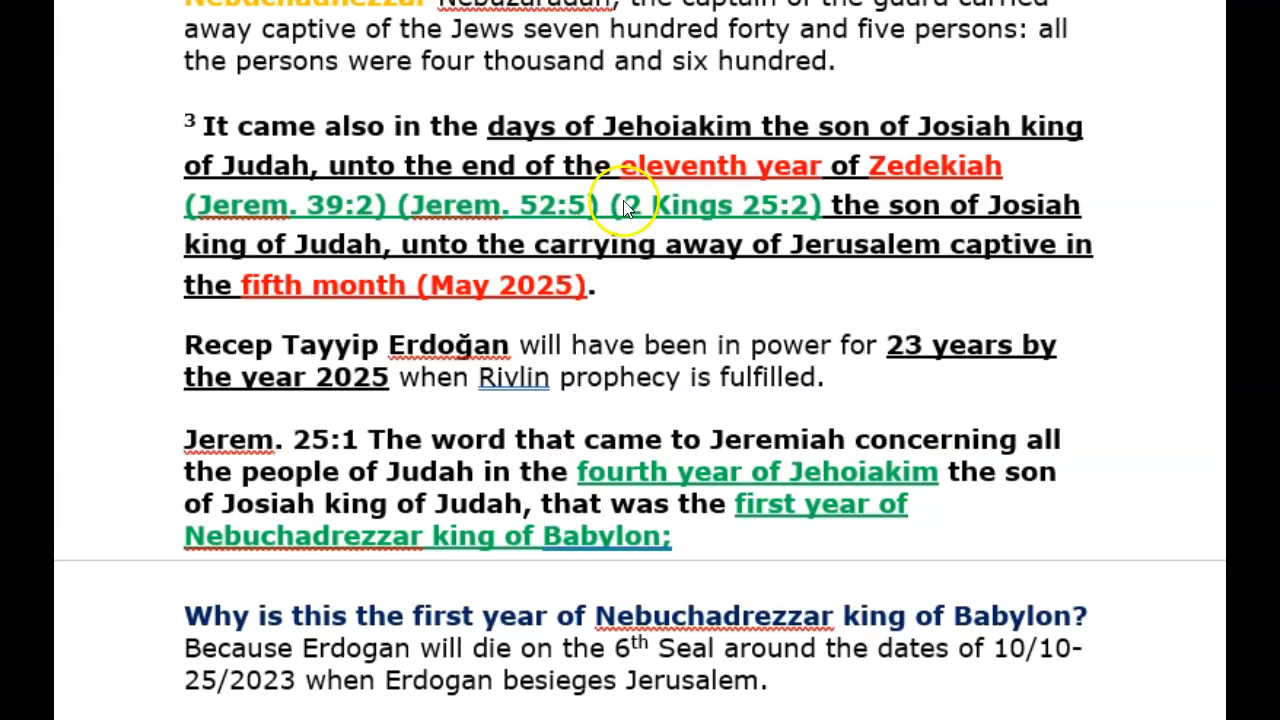 Nebuchadnezzar Nebuzaradan, the captain of the guard carried
away captive of the Jews seven hundred forty and five persons: all
the persons were four thousand and six hundred.
3 It came also in the days of Jehoiakim the son of Josiah king
of Judah, unto the end of the eleventh year of Zedekiah
(Jerem. 39:2) (Jerem. 52:5) (2 Kings 25:2) the son of Josiah
king of Judah, unto the carrying away of Jerusalem captive in
the fifth month (May 2025).
Recep Tayyip Erdoğan will have been in power for 23 years by
the year 2025 when Rivlin prophecy is fulfilled.
Jerem. 25:1 The word that came to Jeremiah concerning all
the people of Judah in the fourth year of Jehoiakim the son
of Josiah king of Judah, that was the first year of
Nebuchadrezzar king of Babylon;
Why is this the first year of Nebuchadrezzar king of Babylon?
Because Erdogan will die on the 6th Seal around the dates of 10/10-
25/2023 when Erdogan besieges Jerusalem.